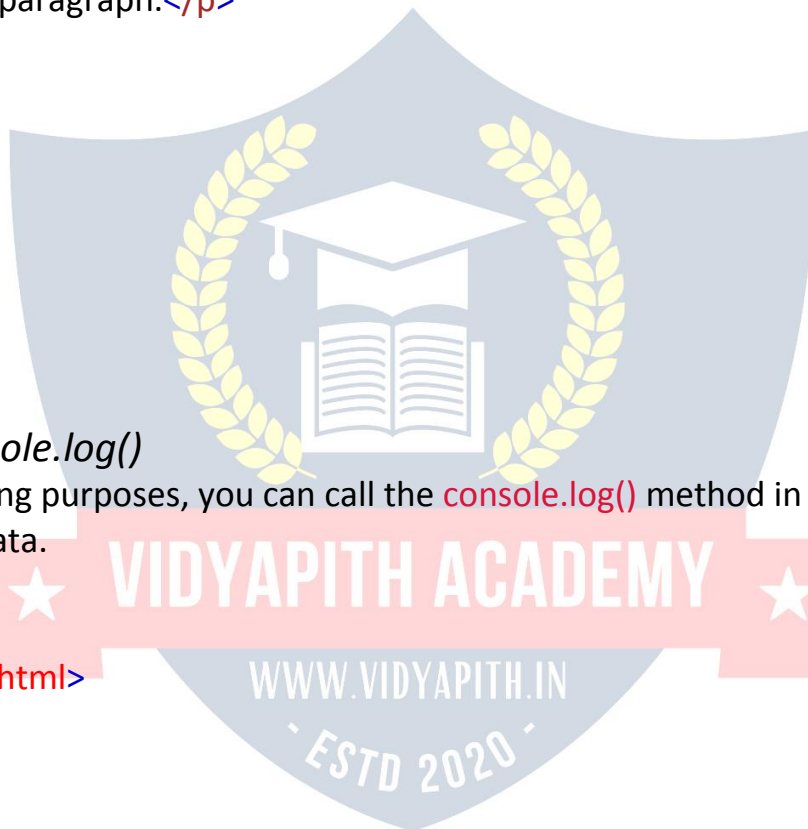 paragraph.</p>
ole.log()
ng purposes, you can call the console.log() method in
ata.
VIDYAPITH ACADEMY
html>
WWW.VIDYAPITH.IN
- ESTD 2020 -